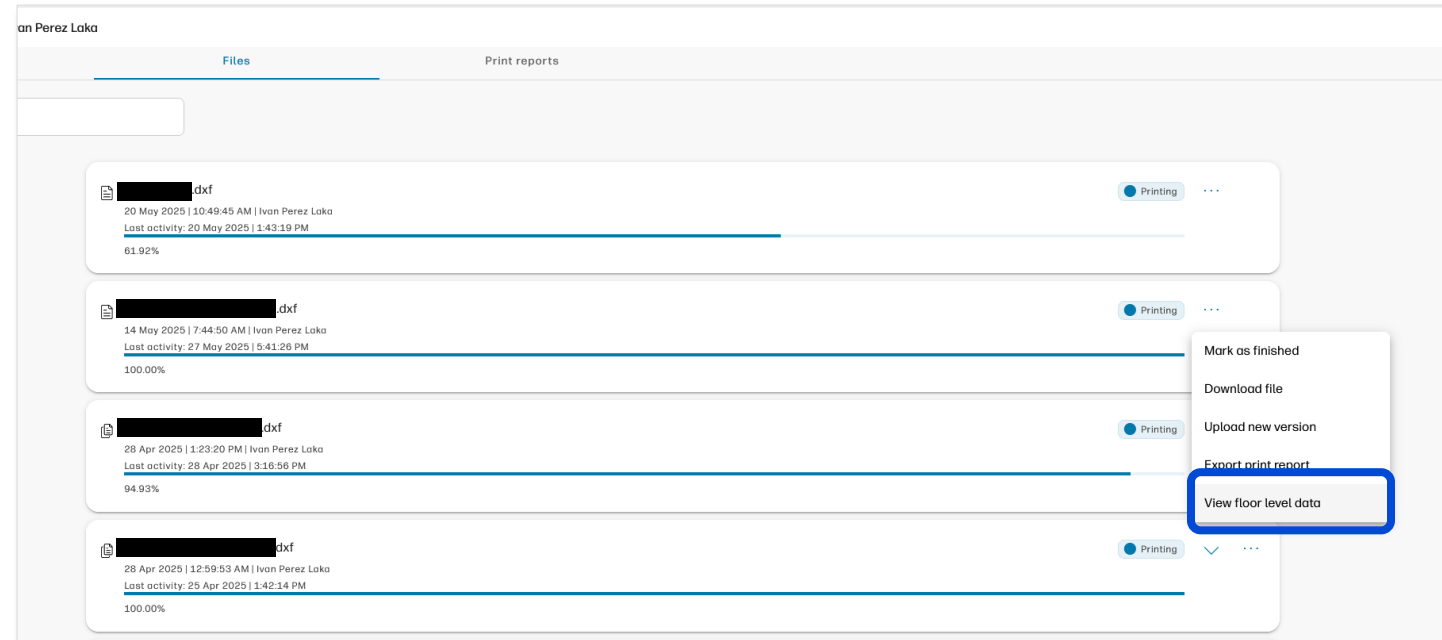 an Perez Laka
Files
Print reports
.dxf
Printing
...
20 May 2025 | 10:49:45 AM | Ivan Perez Laka
Last activity: 20 May 2025 | 1:43:19 PM
61.92%
.dxf
Printing
...
14 May 2025 | 7:44:50 AM | Ivan Perez Laka
Last activity: 27 May 2025 | 5:41:26 PM
100.00%
Mark as finished
Download file
Upload new version
Export print report
View floor level data
.dxf
Printing
28 Apr 2025 | 1:23:20 PM | Ivan Perez Laka
Last activity: 28 Apr 2025 | 3:16:56 PM
94.93%
dxf
Printing
...
28 Apr 2025 | 12:59:53 AM | Ivan Perez Laka
Last activity: 25 Apr 2025 | 1:42:14 PM
100.00%